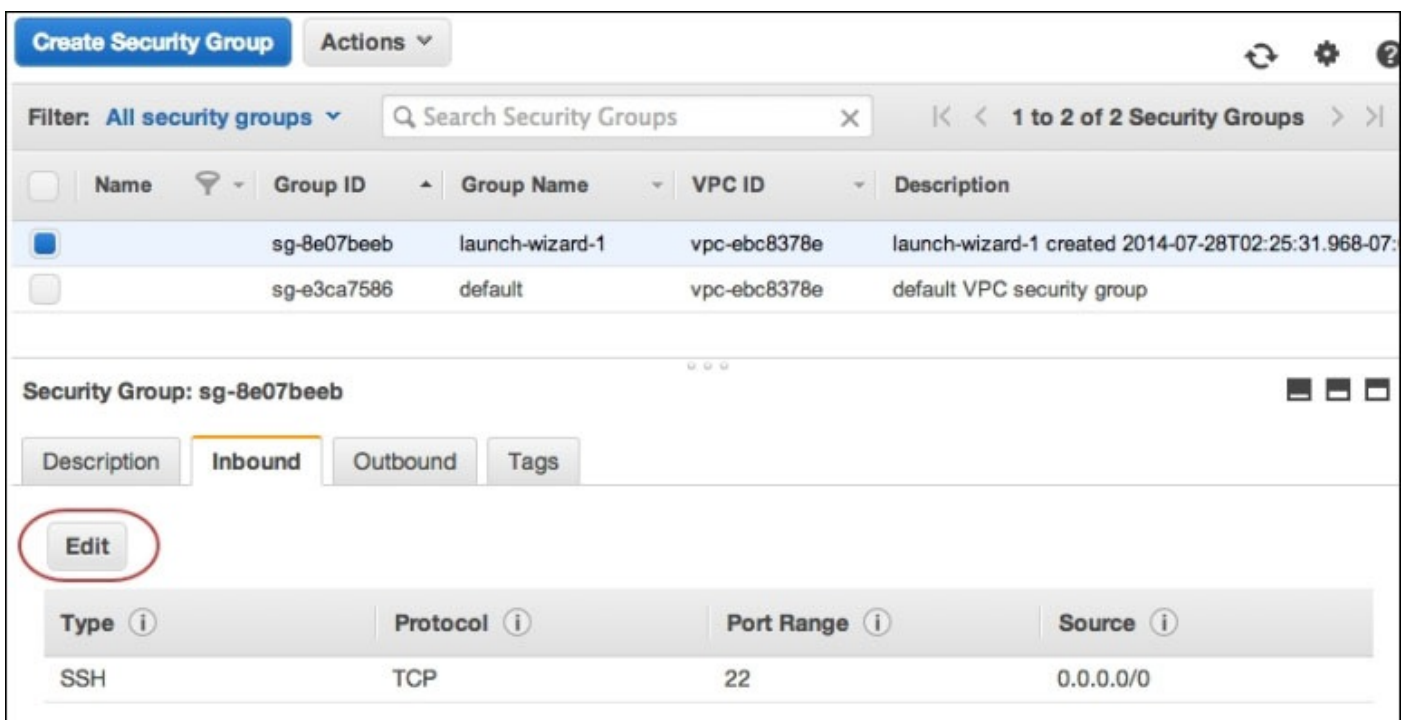 Create Security Group Actions
Filter: All security groups Search Security Groups 1 to 2 of 2 Security Groups
Name Group ID Group Name VPC ID Description
sg-8e07beeb launch-wizard-1 vpc-ebc8378e launch-wizard-1 created 2014-07-28T02:25:31.968-07:
sg-e3ca7586 default vpc-ebc8378e default VPC security group
Security Group: sg-8e07beeb
Description Inbound Outbound Tags
Edit
Type Protocol Port Range Source
SSH TCP 22 0.0.0.0/0